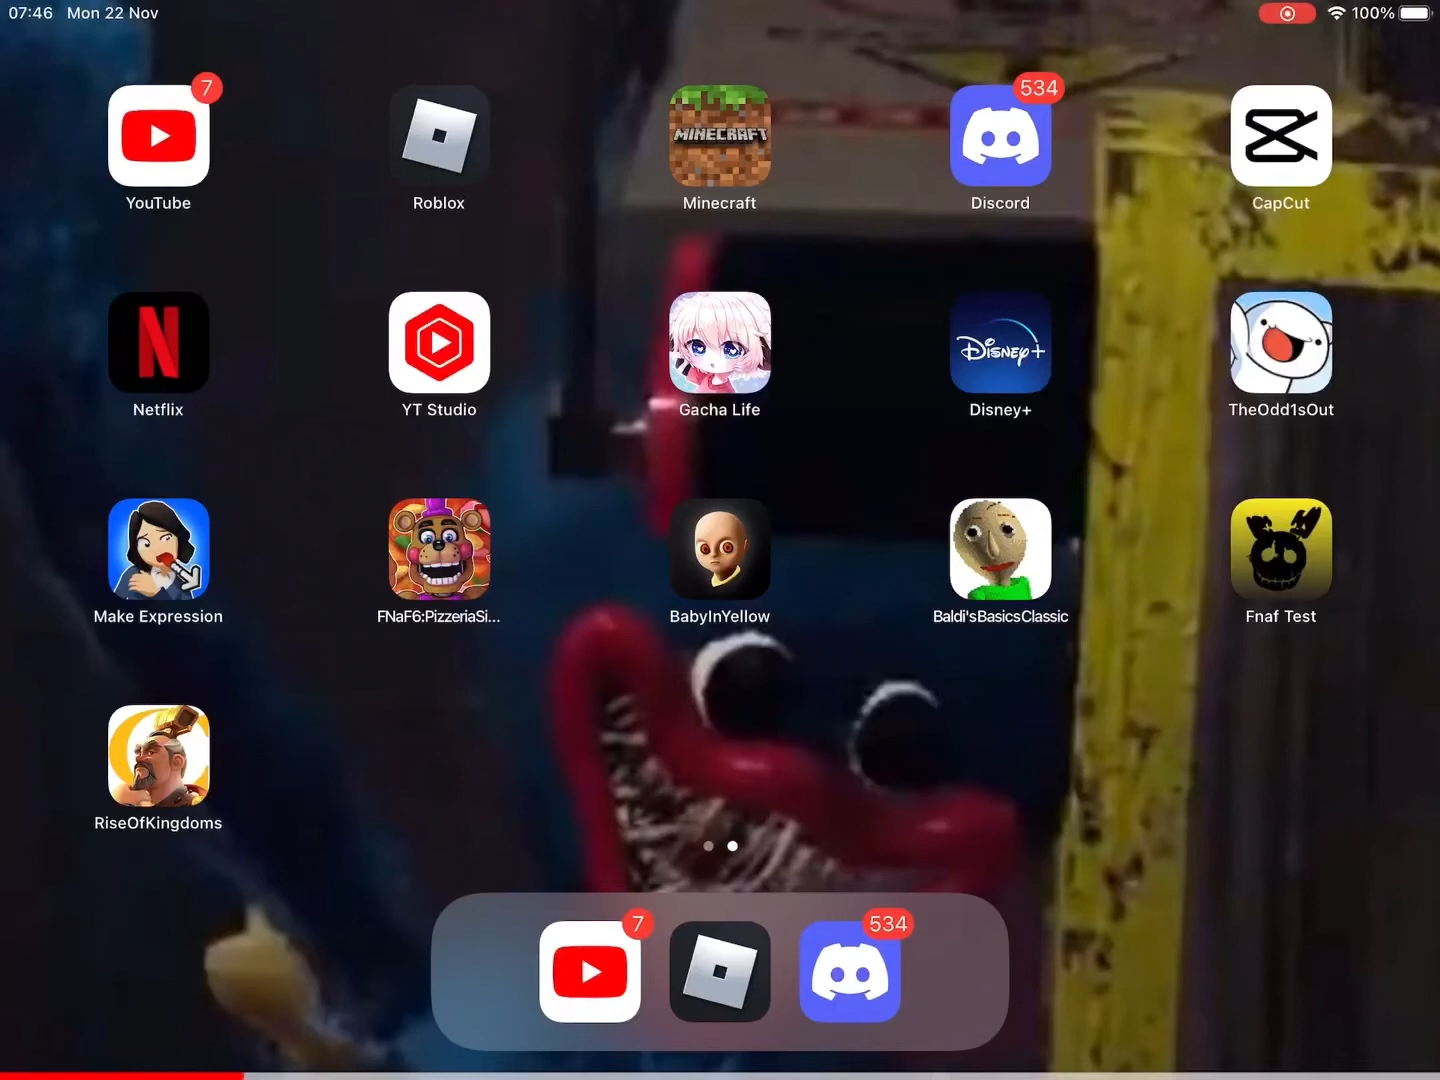 07:46 Mon 22 Nov 100%
7 534
MINECRAFT
YouTube Roblox Minecraft Discord CapCut
N Disney+
Netflix YT Studio Gacha Life Disney+ TheOdd1sOut
Make Expression FNaF6:PizzeriaSi... BabyInYellow Baldi'sBasicsClassic Fnaf Test
RiseOfKingdoms
7 534